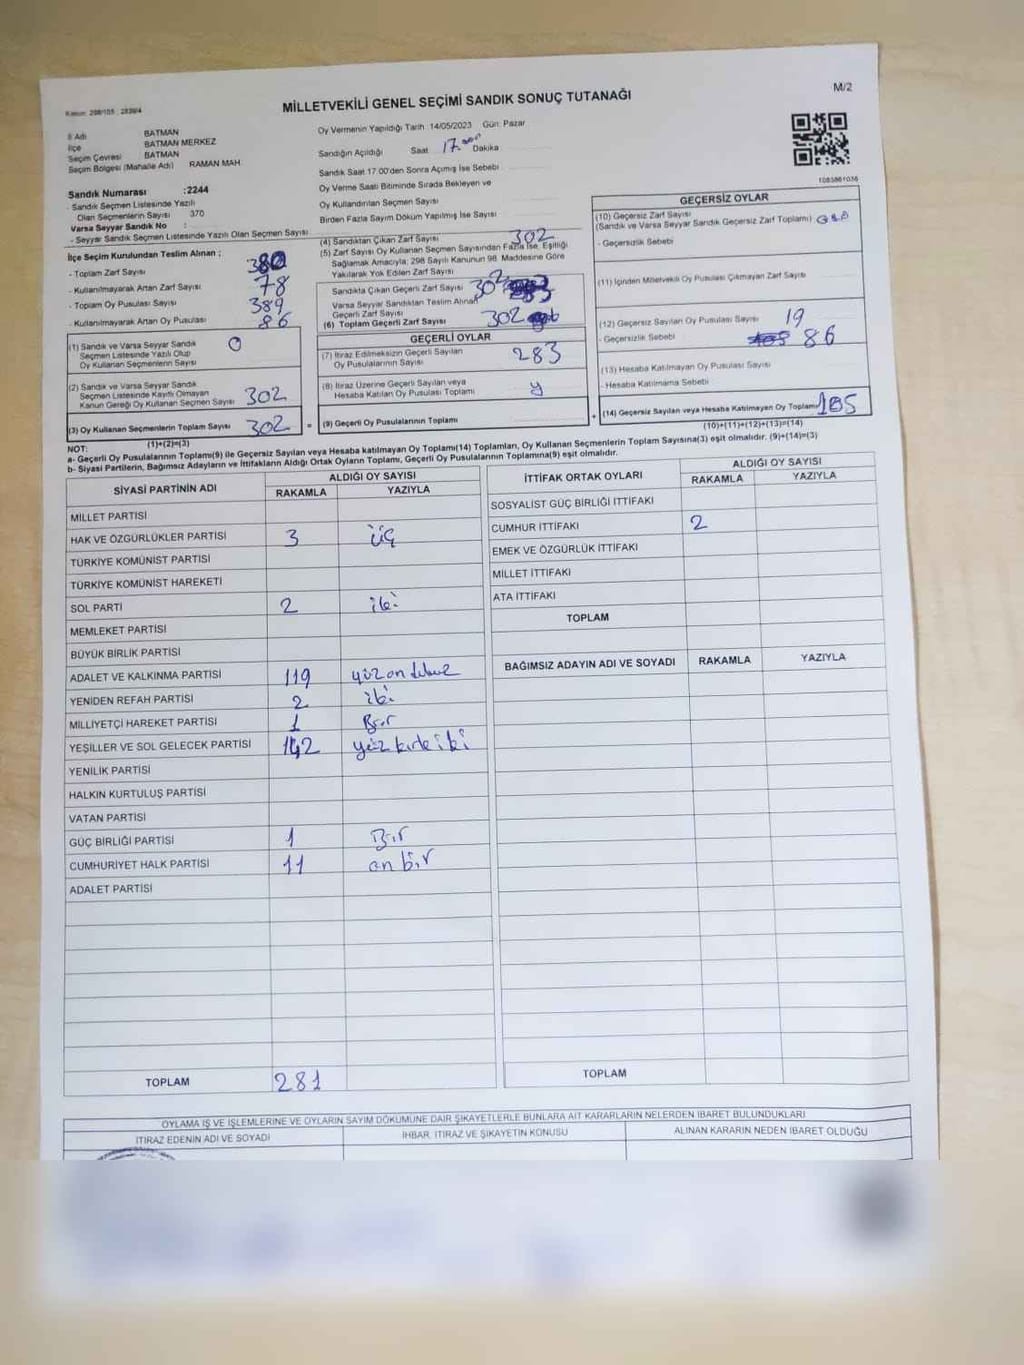 Kanun: 298/105 ; 2839/4
MİLLETVEKİLİ GENEL SEÇİMİ SANDIK SONUÇ TUTANAĞI
M/2
İl Adı BATMAN
İlçe BATMAN MERKEZ
Seçim Çevresi BATMAN
Seçim Bölgesi (Mahalle Adı) RAMAN MAH.
Sandık Numarası :2244
- Sandık Seçmen Listesinde Yazılı
Olan Seçmenlerin Sayısı 370
Varsa Seyyar Sandık No :
- Seyyar Sandık Seçmen Listesinde Yazılı Olan Seçmen Sayısı :
Oy Vermenin Yapıldığı Tarih 14/05/2023 Gün: Pazar
Sandığın Açıldığı Saat 17.00 Dakika
Sandık Saat 17.00'den Sonra Açılmış İse Sebebi
Oy Verme Saati Bitiminde Sırada Bekleyen ve
Oy Kullandırılan Seçmen Sayısı
Birden Fazla Sayım Döküm Yapılmış İse Sayısı
1083861036
İlçe Seçim Kurulundan Teslim Alınan ;
- Toplam Zarf Sayısı 380
- Kullanılmayarak Artan Zarf Sayısı 78
- Toplam Oy Pusulası Sayısı 389
- Kullanılmayarak Artan Oy Pusulası 86
(1) Sandık ve Varsa Seyyar Sandık
Seçmen Listesinde Yazılı Olup
Oy Kullanan Seçmenlerin Sayısı 0
(2) Sandık ve Varsa Seyyar Sandık
Seçmen Listesinde Kayıtlı Olmayan
Kanun Gereği Oy Kullanan Seçmen Sayısı 302
(3) Oy Kullanan Seçmenlerin Toplam Sayısı 302
(1)+(2)=(3)
(4) Sandıktan Çıkan Zarf Sayısı 302
(5) Zarf Sayısı Oy Kullanan Seçmen Sayısından Fazla İse, Eşitliği
Sağlamak Amacıyla; 298 Sayılı Kanunun 98. Maddesine Göre
Yakılarak Yok Edilen Zarf Sayısı
Sandıkta Çıkan Geçerli Zarf Sayısı 302
Varsa Seyyar Sandıktan Teslim Alınan
Geçerli Zarf Sayısı
(6) Toplam Geçerli Zarf Sayısı 302
=
GEÇERLİ OYLAR
(7) İtiraz Edilmeksizin Geçerli Sayılan
Oy Pusulalarının Sayısı 283
(8) İtiraz Üzerine Geçerli Sayılan veya
Hesaba Katılan Oy Pusulası Toplamı y
(9) Geçerli Oy Pusulalarının Toplamı
+
GEÇERSİZ OYLAR
(10) Geçersiz Zarf Sayısı
(Sandık ve Varsa Seyyar Sandık Geçersiz Zarf Toplamı)
- Geçersizlik Sebebi
(11) İçinden Milletvekili Oy Pusulası Çıkmayan Zarf Sayısı
(12) Geçersiz Sayılan Oy Pusulası Sayısı 19
- Geçersizlik Sebebi 86
(13) Hesaba Katılmayan Oy Pusulası Sayısı
- Hesaba Katılmama Sebebi
(14) Geçersiz Sayılan veya Hesaba Katılmayan Oy Toplamı 105
(10)+(11)+(12)+(13)=(14)
NOT:
a- Geçerli Oy Pusulalarının Toplamı(9) ile Geçersiz Sayılan veya Hesaba katılmayan Oy Toplamı(14) Toplamları, Oy Kullanan Seçmenlerin Toplam Sayısına(3) eşit olmalıdır. (9)+(14)=(3)
b- Siyasi Partilerin, Bağımsız Adayların ve İttifakların Aldığı Ortak Oyların Toplamı, Geçerli Oy Pusulalarının Toplamına(9) eşit olmalıdır.
SİYASİ PARTİNİN ADI ALDIĞI OY SAYISI
RAKAMLA YAZIYLA
MİLLET PARTİSİ
HAK VE ÖZGÜRLÜKLER PARTİSİ 3 üç
TÜRKİYE KOMÜNİST PARTİSİ
TÜRKİYE KOMÜNİST HAREKETİ
SOL PARTİ 2 iki
MEMLEKET PARTİSİ
BÜYÜK BİRLİK PARTİSİ
ADALET VE KALKINMA PARTİSİ 119 yüz on dokuz
YENİDEN REFAH PARTİSİ 2 iki
MİLLİYETÇİ HAREKET PARTİSİ 1 Bir
YEŞİLLER VE SOL GELECEK PARTİSİ 142 yüz kırk iki
YENİLİK PARTİSİ
HALKIN KURTULUŞ PARTİSİ
VATAN PARTİSİ
GÜÇ BİRLİĞİ PARTİSİ 1 Bir
CUMHURİYET HALK PARTİSİ 11 on bir
ADALET PARTİSİ
TOPLAM 281
İTTİFAK ORTAK OYLARI ALDIĞI OY SAYISI
RAKAMLA YAZIYLA
SOSYALİST GÜÇ BİRLİĞİ İTTİFAKI
CUMHUR İTTİFAKI 2
EMEK VE ÖZGÜRLÜK İTTİFAKI
MİLLET İTTİFAKI
ATA İTTİFAKI
TOPLAM
BAĞIMSIZ ADAYIN ADI VE SOYADI RAKAMLA YAZIYLA
TOPLAM
OYLAMA İŞ VE İŞLEMLERİNE VE OYLARIN SAYIM DÖKÜMÜNE DAİR ŞİKAYETLERLE BUNLARA AİT KARARLARIN NELERDEN İBARET BULUNDUKLARI
İTİRAZ EDENİN ADI VE SOYADI İHBAR, İTİRAZ VE ŞİKAYETİN KONUSU ALINAN KARARIN NEDEN İBARET OLDUĞU